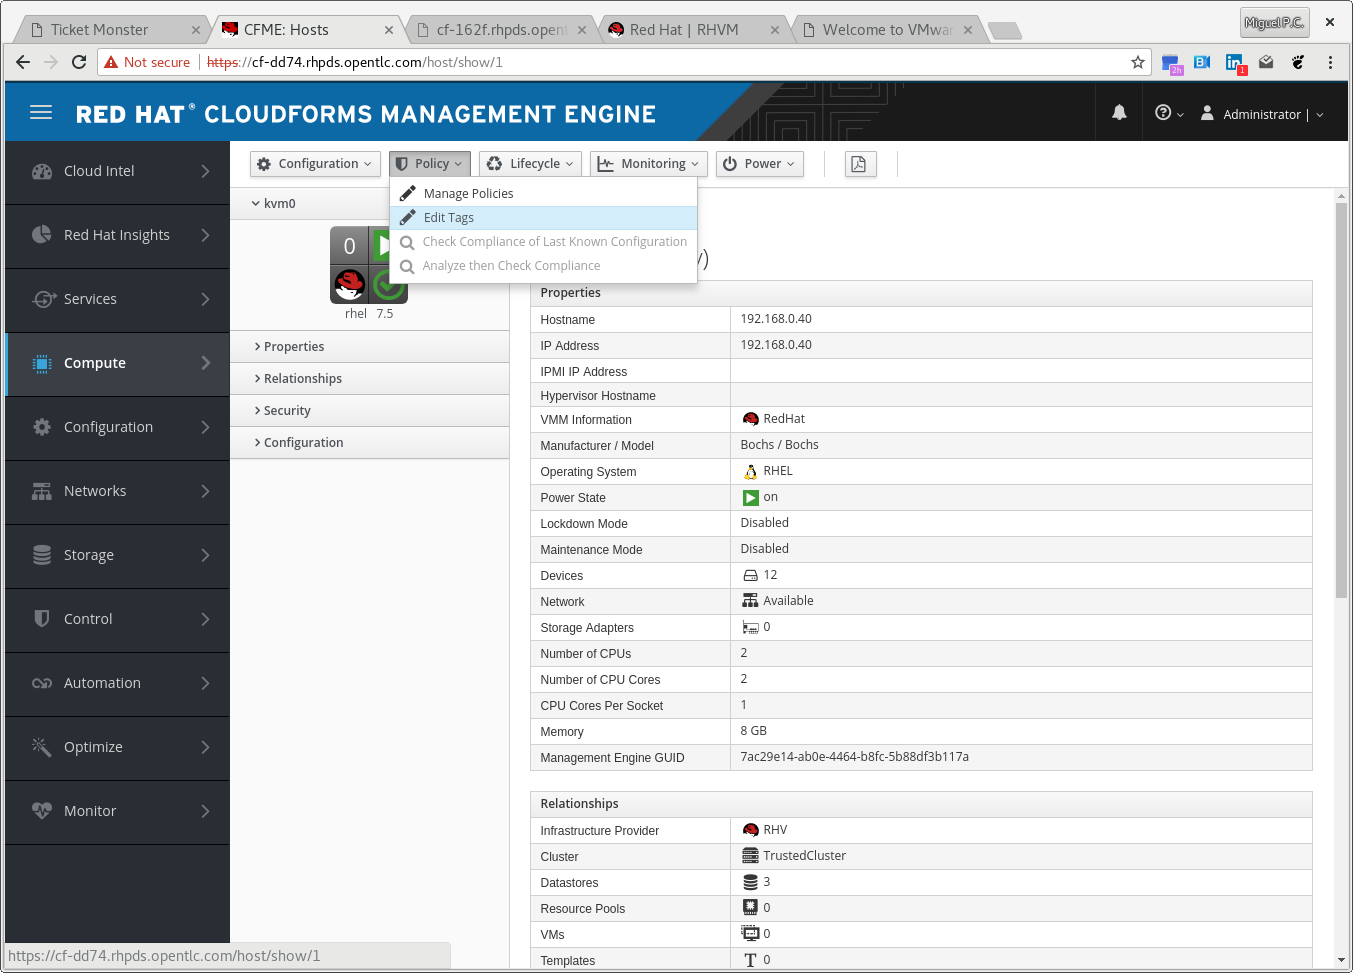 Ticket Monster
CFME: Hosts
cf-162f.rhpds.opent
Red Hat | RHVM
Welcome to VMwar
Miguel P.C.
Not secure
https://cf-dd74.rhpds.opentlc.com/host/show/1
2h
1
RED HAT® CLOUDFORMS MANAGEMENT ENGINE
Administrator |
Cloud Intel
Red Hat Insights
Services
Compute
Configuration
Networks
Storage
Control
Automation
Optimize
Monitor
Configuration
Policy
Lifecycle
Monitoring
Power
Manage Policies
Edit Tags
Check Compliance of Last Known Configuration
Analyze then Check Compliance
kvm0
0
rhel 7.5
Properties
Relationships
Security
Configuration
Properties
Hostname 192.168.0.40
IP Address 192.168.0.40
IPMI IP Address
Hypervisor Hostname
VMM Information RedHat
Manufacturer / Model Bochs / Bochs
Operating System RHEL
Power State on
Lockdown Mode Disabled
Maintenance Mode Disabled
Devices 12
Network Available
Storage Adapters 0
Number of CPUs 2
Number of CPU Cores 2
CPU Cores Per Socket 1
Memory 8 GB
Management Engine GUID 7ac29e14-ab0e-4464-b8fc-5b88df3b117a
Relationships
Infrastructure Provider RHV
Cluster TrustedCluster
Datastores 3
Resource Pools 0
VMs 0
Templates 0
https://cf-dd74.rhpds.opentlc.com/host/show/1